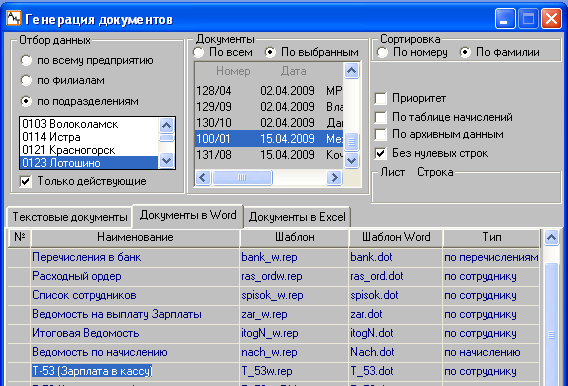 Генерация документов
Отбор данных
по всему предприятию
по филиалам
по подразделениям
0103 Волоколамск
0114 Истра
0121 Красногорск
0123 Лотошино
Только действующие
Документы
По всем
По выбранным
Номер Дата
128/04 02.04.2009 МР
129/09 02.04.2009 Вла
130/10 02.04.2009 Да
100/01 15.04.2009 Ме
131/08 15.04.2009 Коч
Сортировка
По номеру
По фамилии
Приоритет
По таблице начислений
По архивным данным
Без нулевых строк
Лист Строка
Текстовые документы Документы в Word Документы в Excel
№ Наименование Шаблон Шаблон Word Тип
Перечисления в банк bank_w.rep bank.dot по перечислениям
Расходный ордер ras_ordw.rep ras_ord.dot по сотруднику
Список сотрудников spisok_w.rep spisok.dot по сотруднику
Ведомость на выплату Зарплаты zar_w.rep zar.dot по сотруднику
Итоговая Ведомость itogN_w.rep itogN.dot по сотруднику
Ведомость по начислению nach_w.rep Nach.dot по начислению
Т-53 (Зарплата в кассу) T_53w.rep T_53.dot по сотруднику